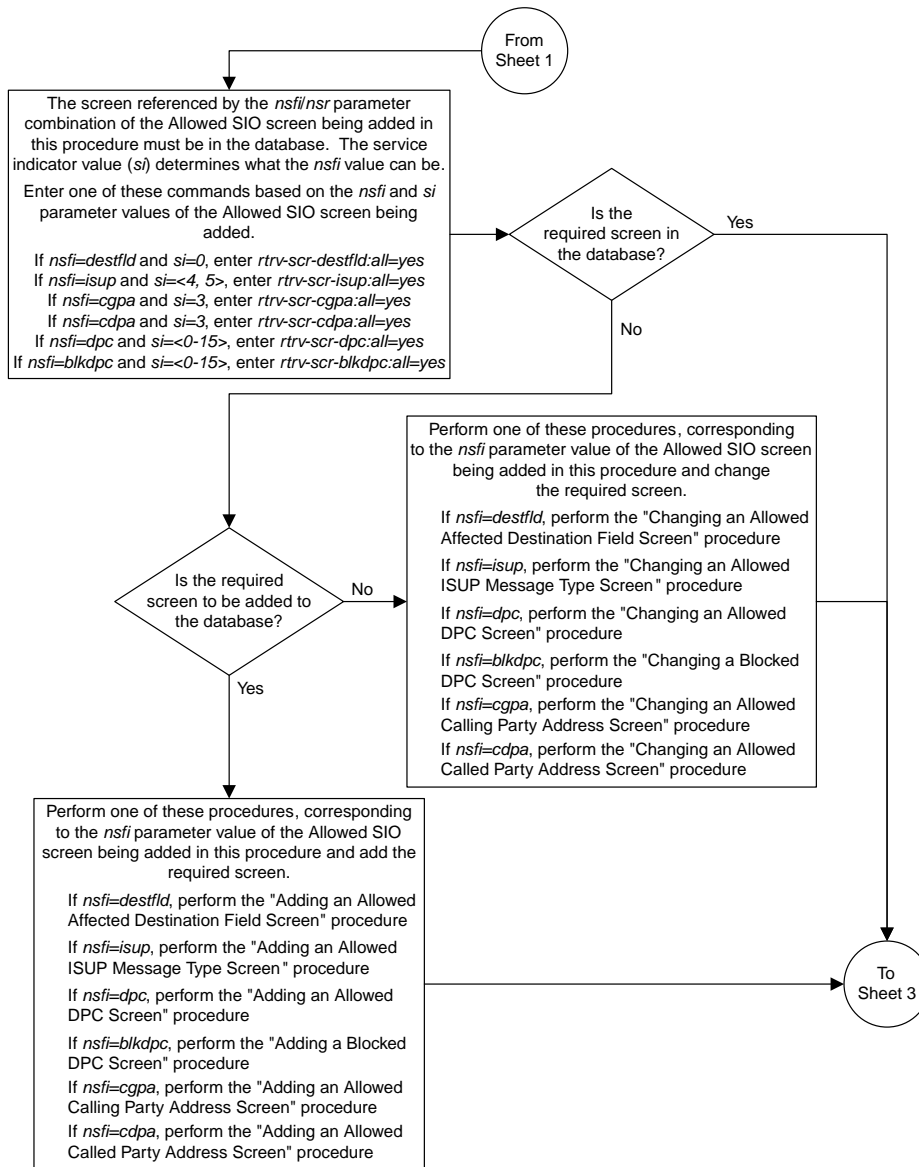 From
Sheet 1
The screen referenced by the nsfi/nsr parameter
combination of the Allowed SIO screen being added in
this procedure must be in the database. The service
indicator value (si) determines what the nsfi value can be.
Enter one of these commands based on the nsfi and si
parameter values of the Allowed SIO screen being
added.
If nsfi=destfld and si=0, enter rtrv-scr-destfld:all=yes
If nsfi=isup and si=<4, 5>, enter rtrv-scr-isup:all=yes
If nsfi=cgpa and si=3, enter rtrv-scr-cgpa:all=yes
If nsfi=cdpa and si=3, enter rtrv-scr-cdpa:all=yes
If nsfi=dpc and si=<0-15>, enter rtrv-scr-dpc:all=yes
If nsfi=blkdpc and si=<0-15>, enter rtrv-scr-blkdpc:all=yes
Is the
required screen in
the database?
Yes
No
Perform one of these procedures, corresponding
to the nsfi parameter value of the Allowed SIO screen
being added in this procedure and change
the required screen.
If nsfi=destfld, perform the "Changing an Allowed
Affected Destination Field Screen" procedure
If nsfi=isup, perform the "Changing an Allowed
ISUP Message Type Screen" procedure
If nsfi=dpc, perform the "Changing an Allowed
DPC Screen" procedure
If nsfi=blkdpc, perform the "Changing a Blocked
DPC Screen" procedure
If nsfi=cgpa, perform the "Changing an Allowed
Calling Party Address Screen" procedure
If nsfi=cdpa, perform the "Changing an Allowed
Called Party Address Screen" procedure
Is the required
screen to be added to
the database?
No
Yes
Perform one of these procedures, corresponding
to the nsfi parameter value of the Allowed SIO
screen being added in this procedure and add the
required screen.
If nsfi=destfld, perform the "Adding an Allowed
Affected Destination Field Screen" procedure
If nsfi=isup, perform the "Adding an Allowed
ISUP Message Type Screen" procedure
If nsfi=dpc, perform the "Adding an Allowed
DPC Screen" procedure
If nsfi=blkdpc, perform the "Adding a Blocked
DPC Screen" procedure
If nsfi=cgpa, perform the "Adding an Allowed
Calling Party Address Screen" procedure
If nsfi=cdpa, perform the "Adding an Allowed
Called Party Address Screen" procedure
To
Sheet 3